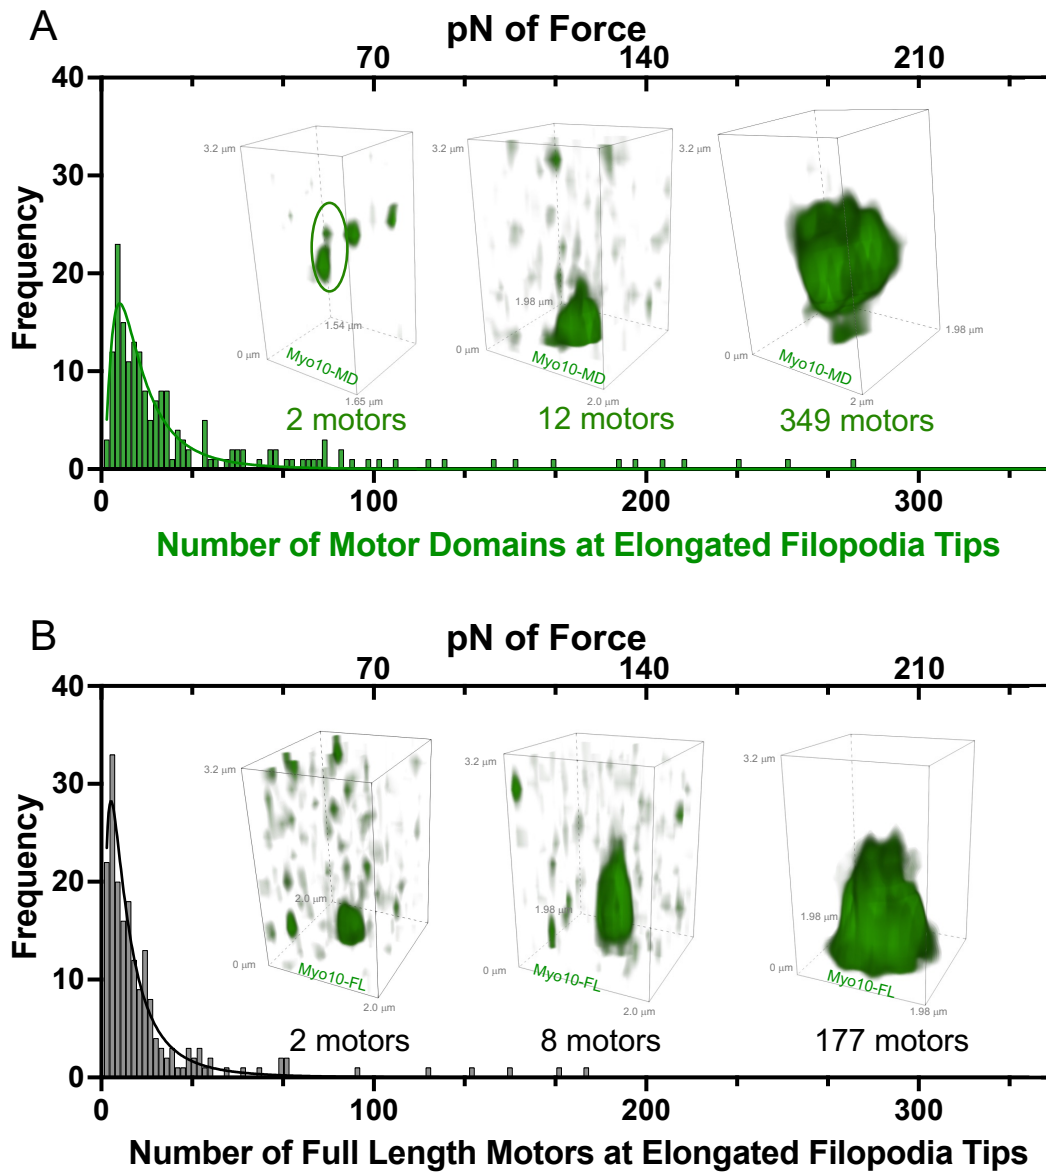 A
pN of Force
70 140 210
40
30
20
10
0
Frequency
3.2 μm
1.54 μm
0 μm
Myo10-MD
1.65 μm
2 motors
3.2 μm
1.98 μm
0 μm
Myo10-MD
2.0 μm
12 motors
3.2 μm
1.98 μm
0 μm
Myo10-MD
2 μm
349 motors
0 100 200 300
Number of Motor Domains at Elongated Filopodia Tips
B
pN of Force
70 140 210
40
30
20
10
0
Frequency
3.2 μm
2.0 μm
0 μm
Myo10-FL
2.0 μm
2 motors
3.2 μm
1.98 μm
0 μm
Myo10-FL
2.0 μm
8 motors
3.2 μm
1.98 μm
0 μm
Myo10-FL
1.98 μm
177 motors
0 100 200 300
Number of Full Length Motors at Elongated Filopodia Tips